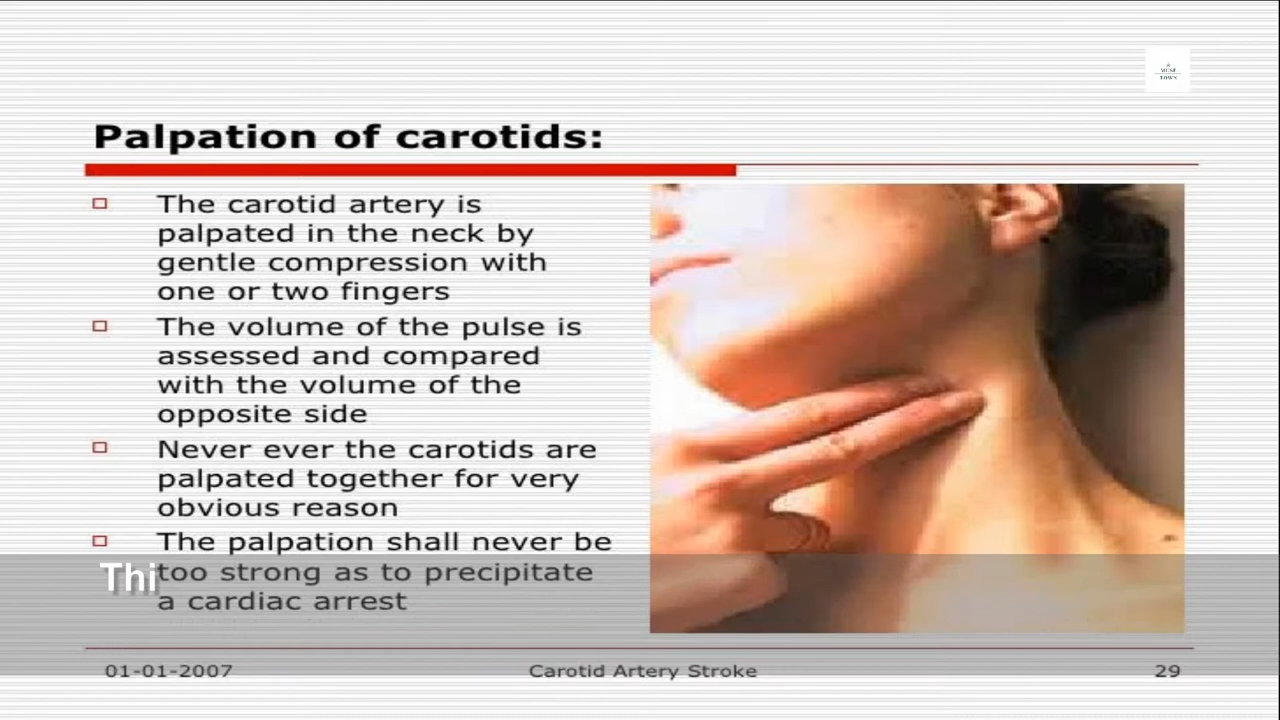 MCM
TOWN
Palpation of carotids:
The carotid artery is
palpated in the neck by
gentle compression with
one or two fingers
The volume of the pulse is
assessed and compared
with the volume of the
opposite side
Never ever the carotids are
palpated together for very
obvious reason
The palpation shall never be
too strong as to precipitate
a cardiac arrest
Thi
01-01-2007 Carotid Artery Stroke 29